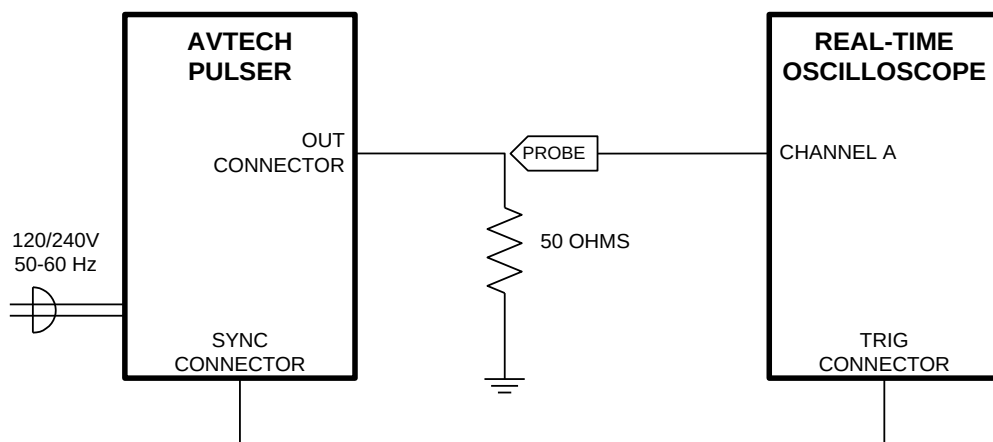 AVTECH
PULSER
REAL-TIME
OSCILLOSCOPE
OUT
CONNECTOR
PROBE
CHANNEL A
120/240V
50-60 Hz
50 OHMS
SYNC
CONNECTOR
TRIG
CONNECTOR